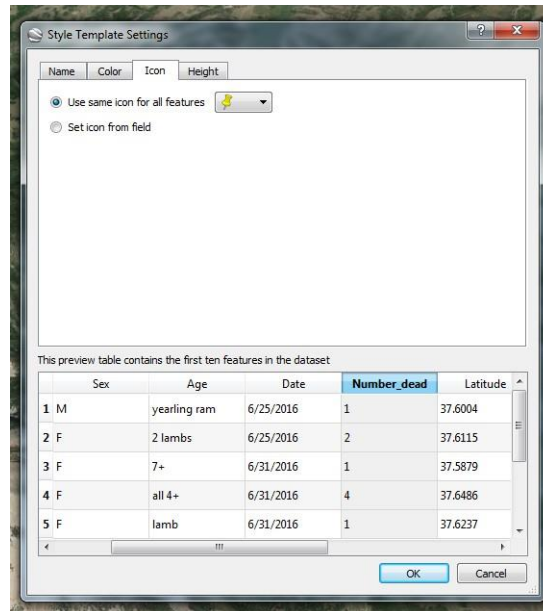 Style Template Settings
Name Color Icon Height
Use same icon for all features
Set icon from field
This preview table contains the first ten features in the dataset
Sex Age Date Number_dead Latitude
1 M yearling ram 6/25/2016 1 37.6004
2 F 2 lambs 6/25/2016 2 37.6115
3 F 7+ 6/31/2016 1 37.5879
4 F all 4+ 6/31/2016 4 37.6486
5 F lamb 6/31/2016 1 37.6237
OK Cancel